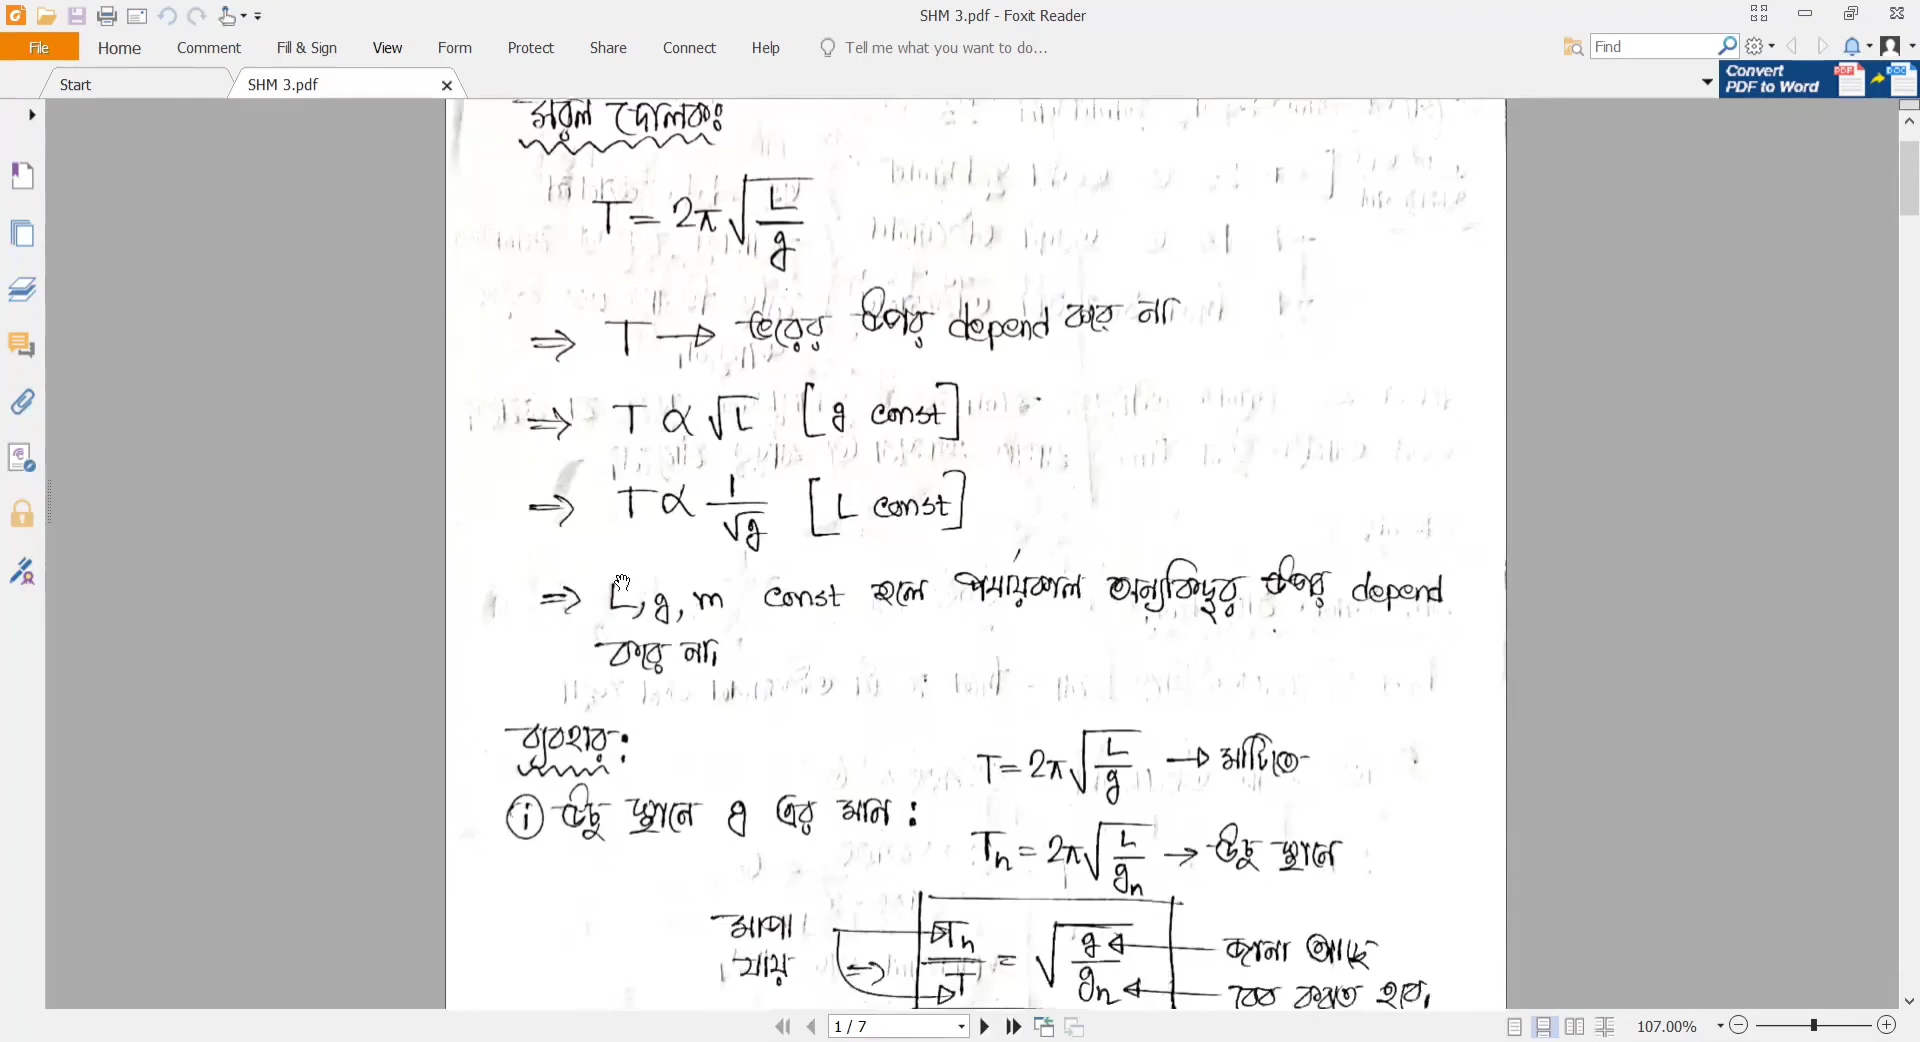 SHM 3.pdf - Foxit Reader
File Home Comment Fill & Sign View Form Protect Share Connect Help Tell me what you want to do... Find
Start SHM 3.pdf
Convert
PDF to Word
সরল দোলকঃ
T = 2π√(L/g)
⇒ T → ভরের উপর depend করে না
⇒ T ∝ √L [g const]
⇒ T ∝ 1/√g [L const]
⇒ L, g, m const হলে পর্যায়কাল অন্যকিছুর উপর depend
করে না।
ব্যবহার:
T = 2π√(L/g) → মাটিতে
i উঁচু স্থানে g এর মান :
Th = 2π√(L/gh) → উঁচু স্থানে
মাপা
যায়
⇒ Th/T = √(g/gh)
জানা আছে
বের করতে হবে।
1 / 7
107.00%